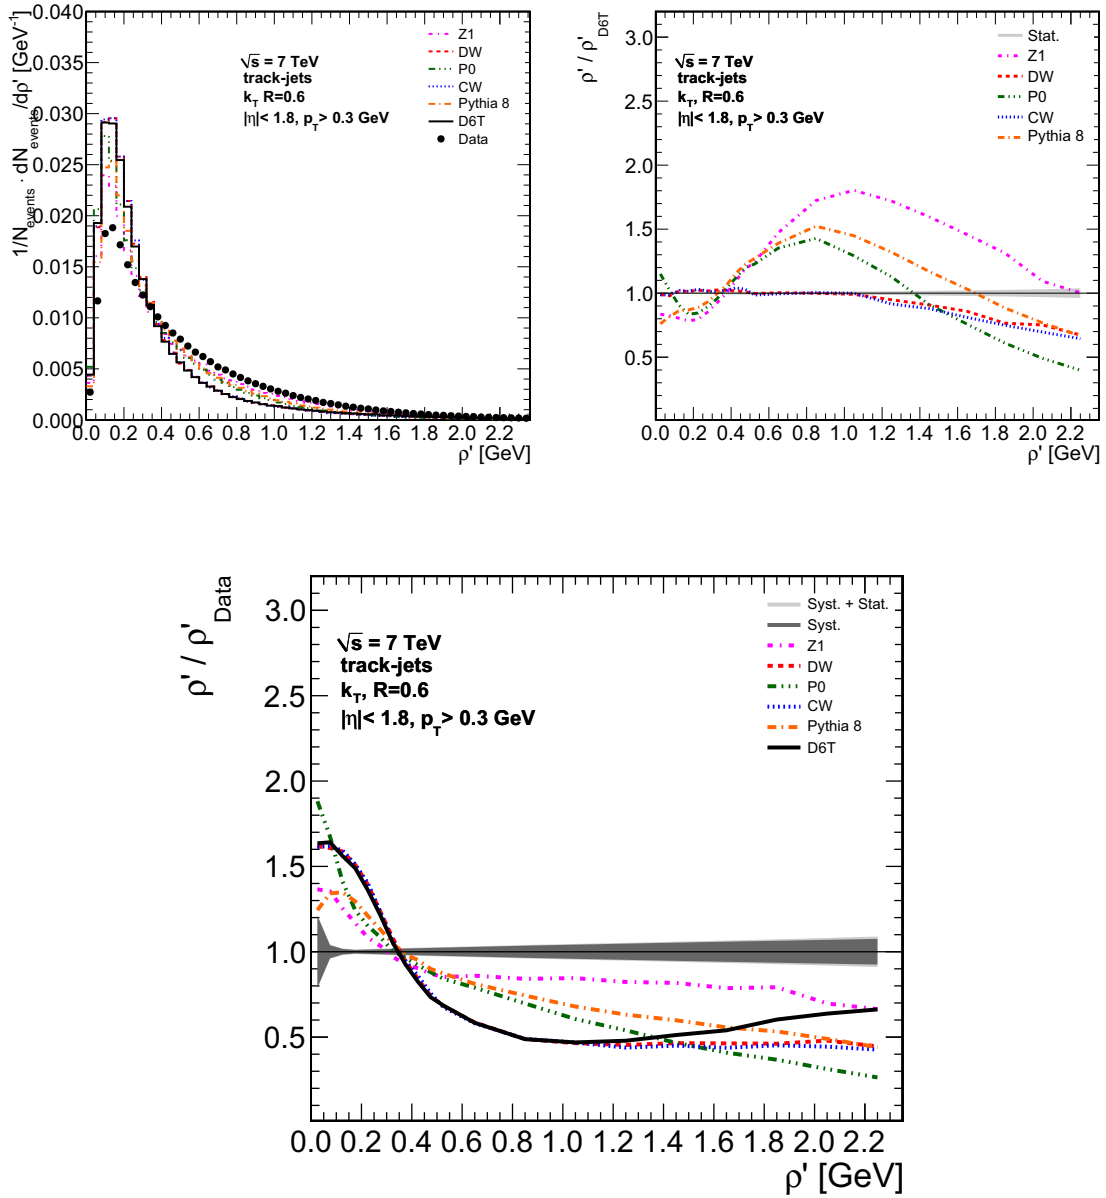 1/N_events · dN_events/dρ' [GeV⁻¹]
0.040
0.035
0.030
0.025
0.020
0.015
0.010
0.005
0.000
√s = 7 TeV
track-jets
k_T R=0.6
|η|< 1.8, p_T> 0.3 GeV
Z1
DW
P0
CW
Pythia 8
D6T
Data
0.0 0.2 0.4 0.6 0.8 1.0 1.2 1.4 1.6 1.8 2.0 2.2
ρ' [GeV]
ρ' / ρ'_D6T
3.0
2.5
2.0
1.5
1.0
0.5
√s = 7 TeV
track-jets
k_T, R=0.6
|η|< 1.8, p_T> 0.3 GeV
Stat.
Z1
DW
P0
CW
Pythia 8
0.0 0.2 0.4 0.6 0.8 1.0 1.2 1.4 1.6 1.8 2.0 2.2
ρ' [GeV]
ρ' / ρ'_Data
3.0
2.5
2.0
1.5
1.0
0.5
√s = 7 TeV
track-jets
k_T, R=0.6
|η|< 1.8, p_T> 0.3 GeV
Syst. + Stat.
Syst.
Z1
DW
P0
CW
Pythia 8
D6T
0.0 0.2 0.4 0.6 0.8 1.0 1.2 1.4 1.6 1.8 2.0 2.2
ρ' [GeV]